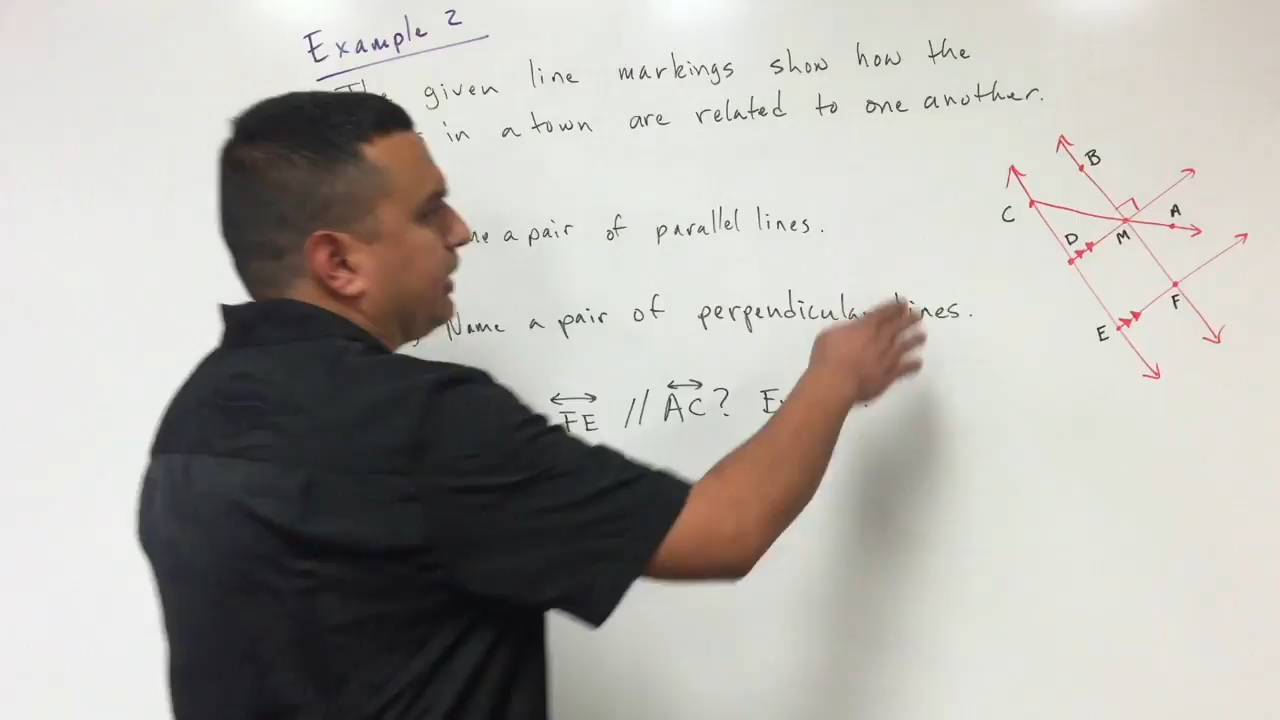 Example 2
The given line markings show how the
in a town are related to one another.
a pair of parallel lines.
Name a pair of perpendicular lines.
FE // AC?
B
C
A
D
M
F
E